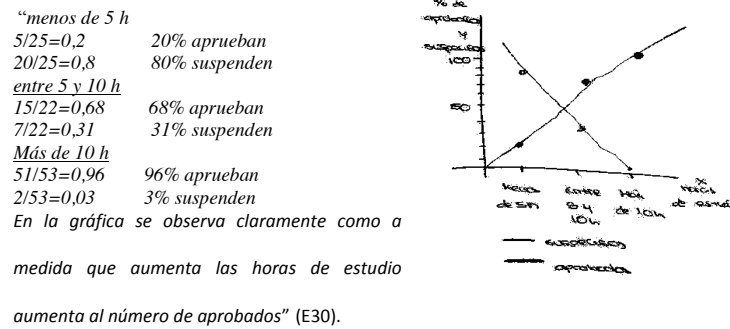 “menos de 5 h
5/25=0,2 20% aprueban
20/25=0,8 80% suspenden
entre 5 y 10 h
15/22=0,68 68% aprueban
7/22=0,31 31% suspenden
Más de 10 h
51/53=0,96 96% aprueban
2/53=0,03 3% suspenden
En la gráfica se observa claramente como a
medida que aumenta las horas de estudio
aumenta al número de aprobados” (E30).
% de
aprobados
y
suspensos
100
50
X
Menos Entre Más horas
de 5h 5 y de 10h de
10h
suspensos
aprobados